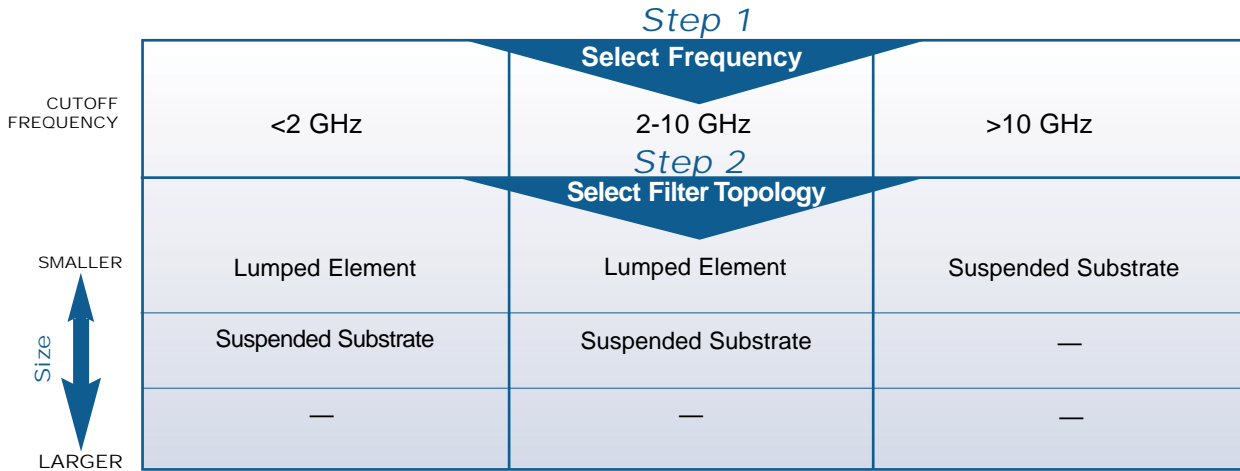 Step 1
Select Frequency
CUTOFF
FREQUENCY
<2 GHz
2-10 GHz
>10 GHz
Step 2
Select Filter Topology
SMALLER
Lumped Element
Lumped Element
Suspended Substrate
Size
Suspended Substrate
Suspended Substrate
—
—
—
—
LARGER